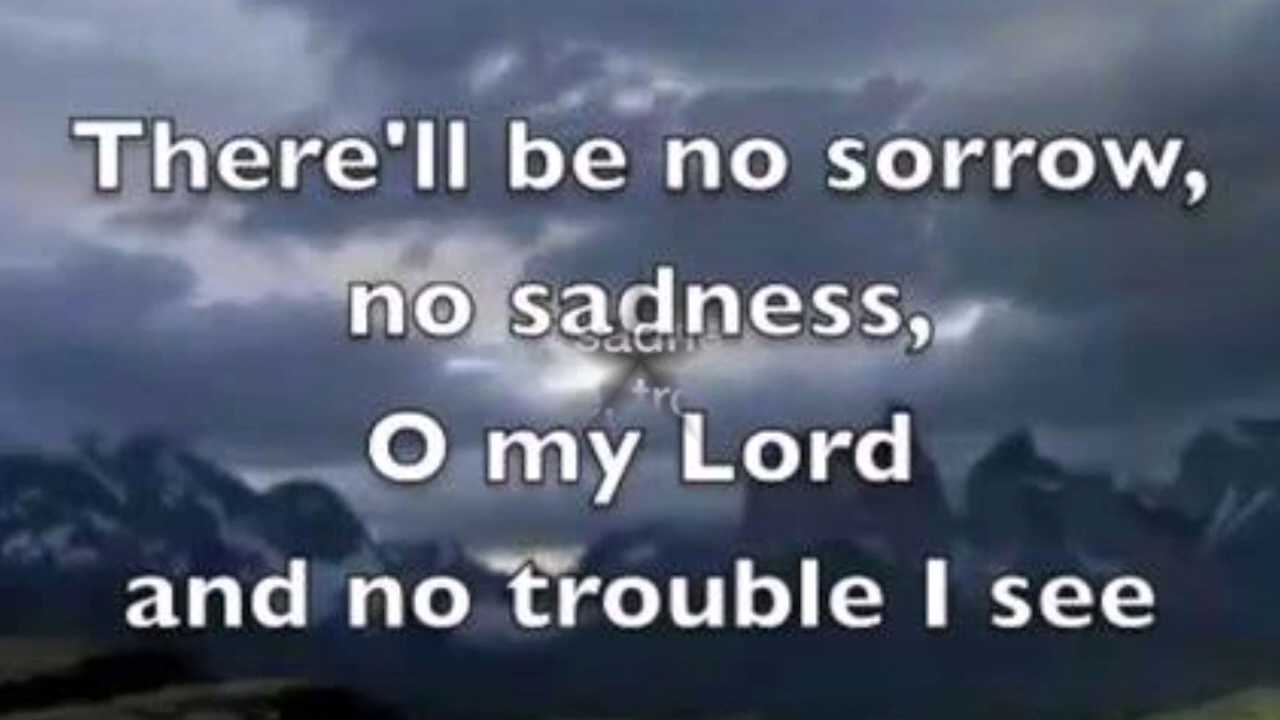 There'll be no sorrow,
no sadness,
O my Lord
and no trouble I see